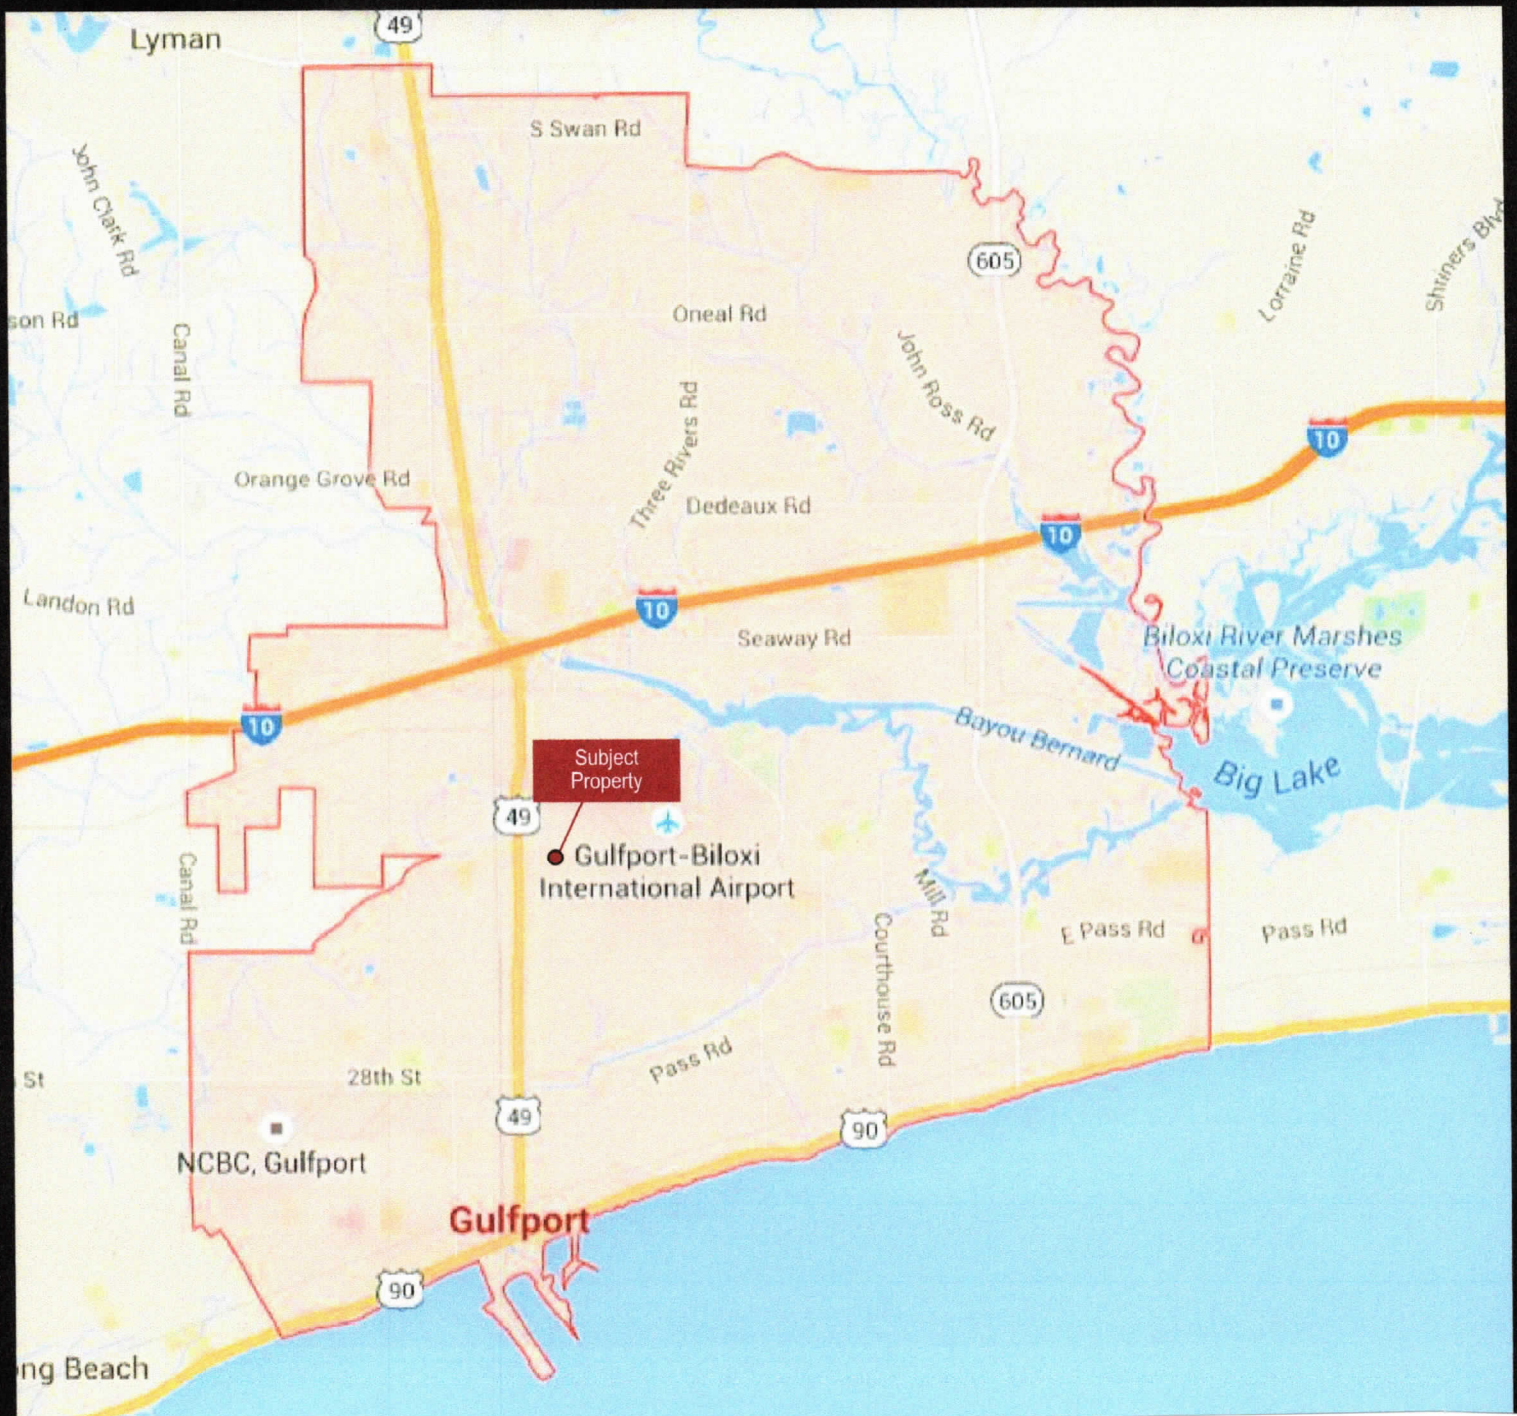 49
Lyman
S Swan Rd
John Clark Rd
605
Lorraine Rd
Shriners Blvd
son Rd
Oneal Rd
Canal Rd
John Ross Rd
Three Rivers Rd
10
Orange Grove Rd
Dedeaux Rd
10
Landon Rd
10
Seaway Rd
Biloxi River Marshes
Coastal Preserve
10
Bayou Bernard
Big Lake
Subject
Property
49
Gulfport-Biloxi
International Airport
Canal Rd
Mill Rd
Courthouse Rd
E Pass Rd
Pass Rd
605
Pass Rd
St
28th St
49
90
NCBC, Gulfport
Gulfport
90
ng Beach